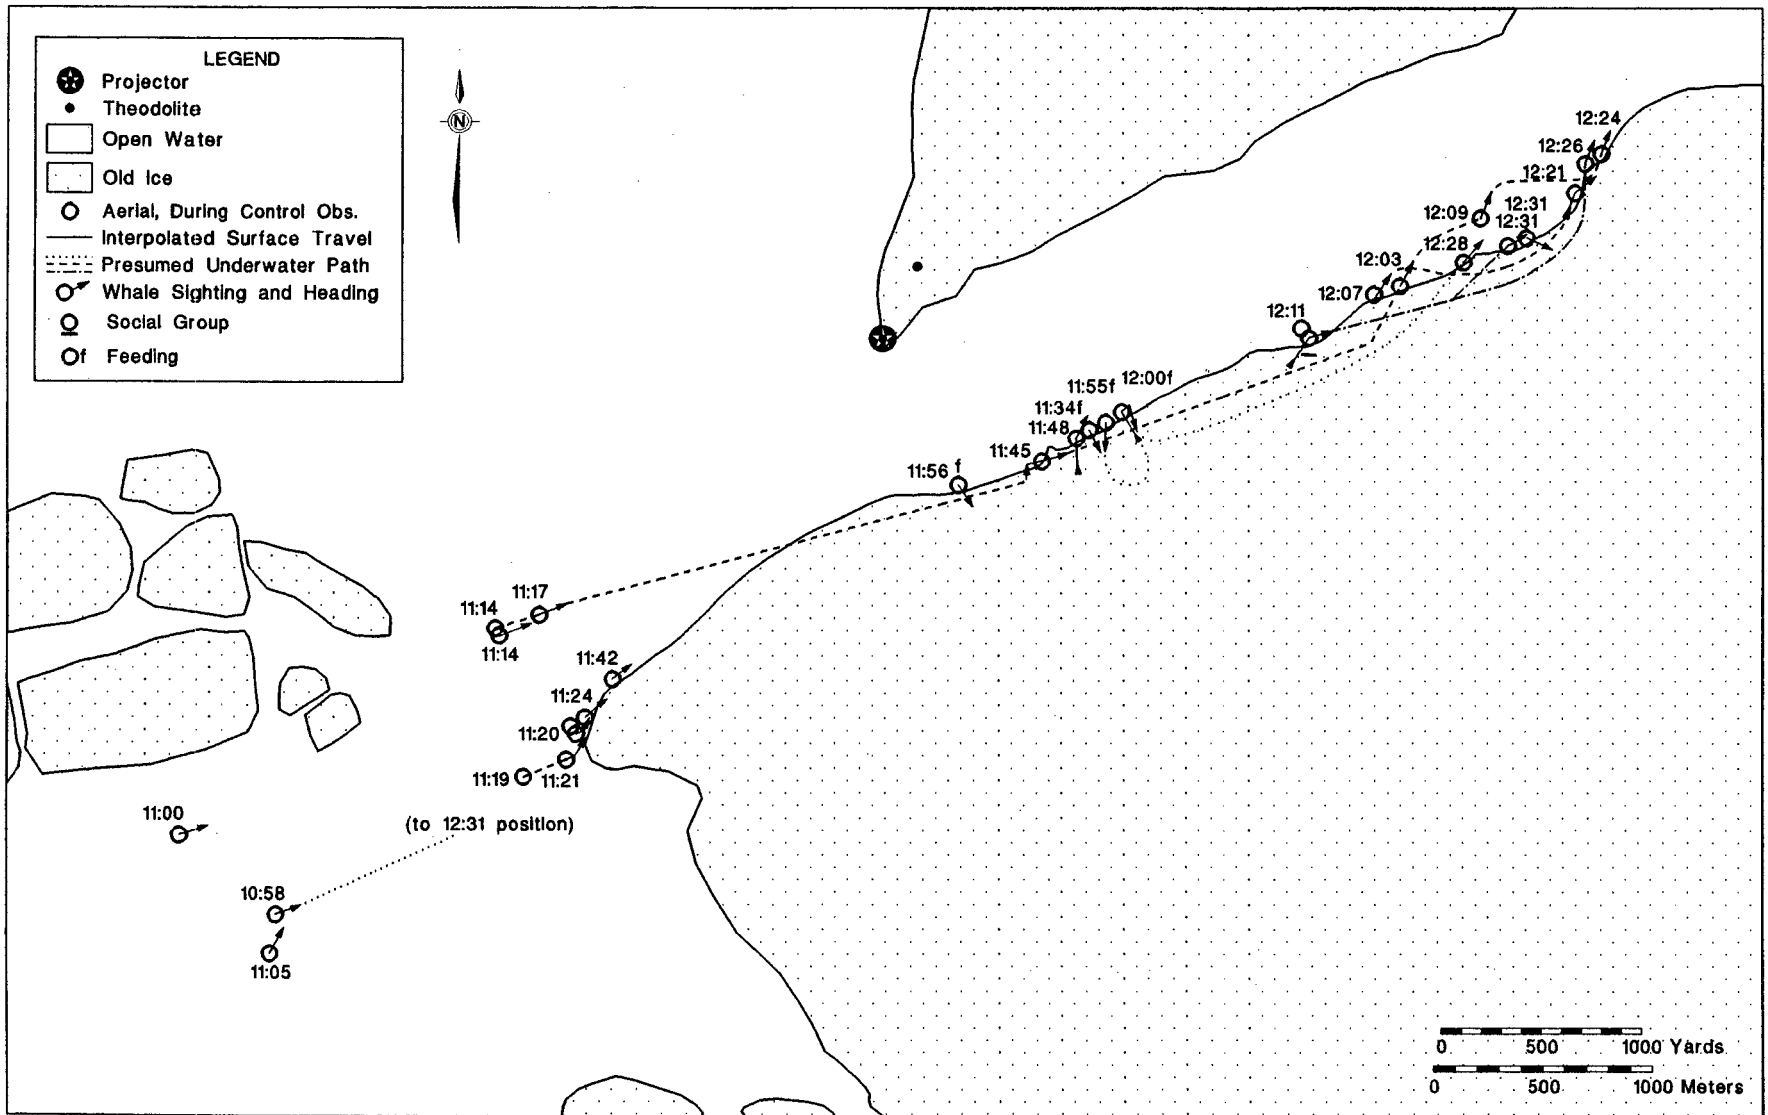 LEGEND
Projector
Theodolite
Open Water
Old Ice
Aerial, During Control Obs.
Interpolated Surface Travel
Presumed Underwater Path
Whale Sighting and Heading
Social Group
f Feeding
N
12:24
12:26
12:21
12:31
12:31
12:09
12:28
12:03
12:07
12:11
12:00f
11:55f
11:34f
11:48
11:45
11:56 f
11:17
11:14
11:14
11:42
11:24
11:20
11:19 11:21
11:00
(to 12:31 position)
10:58
11:05
0 500 1000 Yards
0 500 1000 Meters